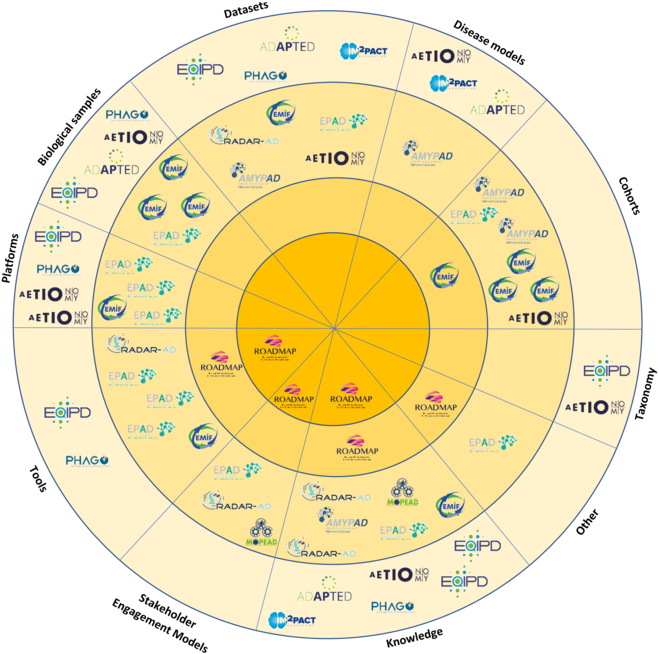 Datasets
Disease models
ADAPTED
IM2PACT
AETIONOMY
EQIPD
PHAGO
IM2PACT
Biological samples
PHAGO
AETIONOMY
ADAPTED
EQIPD
EMIF
RADAR-AD
EPAD
AETIONOMY
AMYPAD
AMYPAD
ADAPTED
Cohorts
EMIF
EMIF
EMIF
EPAD
AMYPAD
EPAD
AMYPAD
EMIF
EMIF
EMIF
EMIF
AETIONOMY
Platforms
EQIPD
PHAGO
AETIONOMY
AETIONOMY
EPAD
EPAD
EMIF
EPAD
RADAR-AD
EPAD
EPAD
EMIF
ROADMAP
ROADMAP
ROADMAP
ROADMAP
ROADMAP
ROADMAP
EQIPD
AETIONOMY
Taxonomy
EQIPD
PHAGO
Tools
EPAD
RADAR-AD
MOPEAD
RADAR-AD
AMYPAD
RADAR-AD
MOPEAD
EMIF
EPAD
EPAD
Other
Stakeholder
Engagement Models
ADAPTED
IM2PACT
AETIONOMY
PHAGO
EQIPD
EQIPD
Knowledge